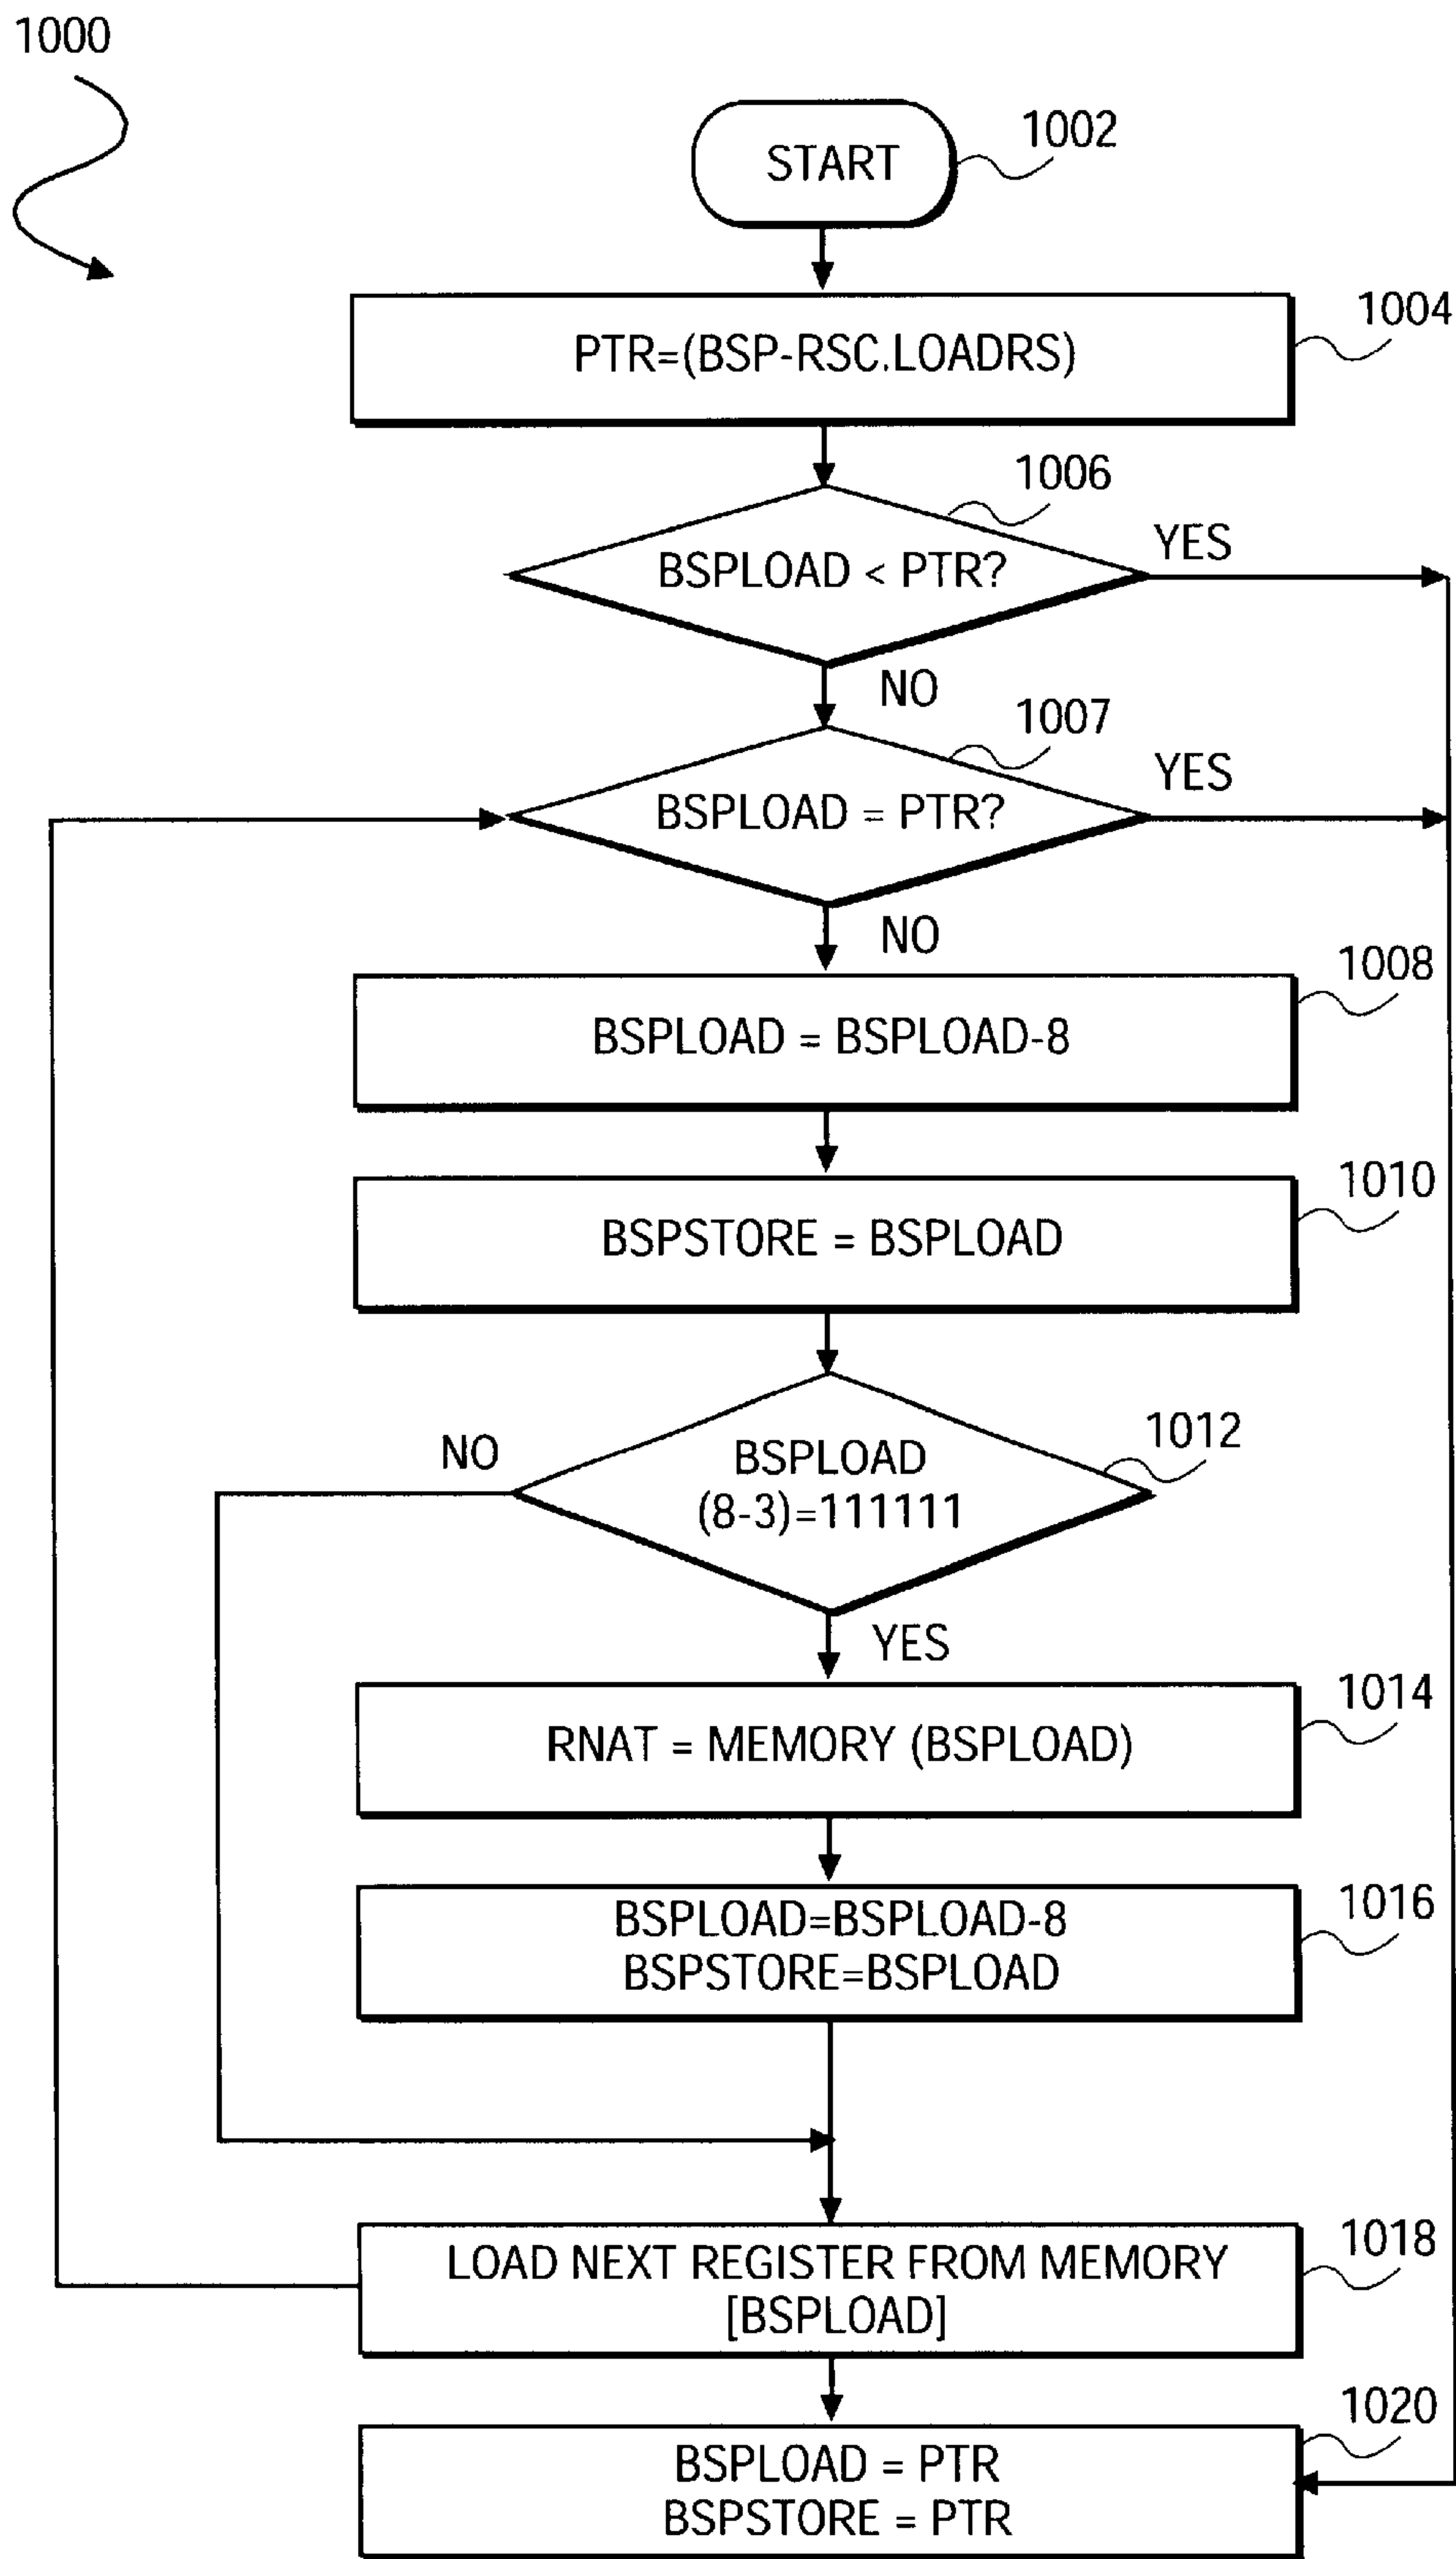 1000
START
1002
PTR=(BSP-RSC.LOADRS)
1004
1006
BSPLOAD < PTR?
YES
NO
1007
BSPLOAD = PTR?
YES
NO
1008
BSPLOAD = BSPLOAD-8
1010
BSPSTORE = BSPLOAD
1012
NO
BSPLOAD
(8-3)=111111
YES
1014
RNAT = MEMORY (BSPLOAD)
1016
BSPLOAD=BSPLOAD-8
BSPSTORE=BSPLOAD
1018
LOAD NEXT REGISTER FROM MEMORY
[BSPLOAD]
1020
BSPLOAD = PTR
BSPSTORE = PTR